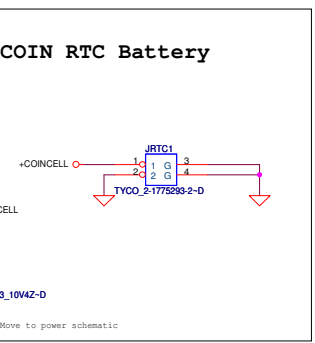 COIN RTC Battery
JRTC1
+COINCELL
1 1 G 3
2 2 G 4
TYCO_2-1775293-2~D
CELL
3_10V4Z~D
Move to power schematic